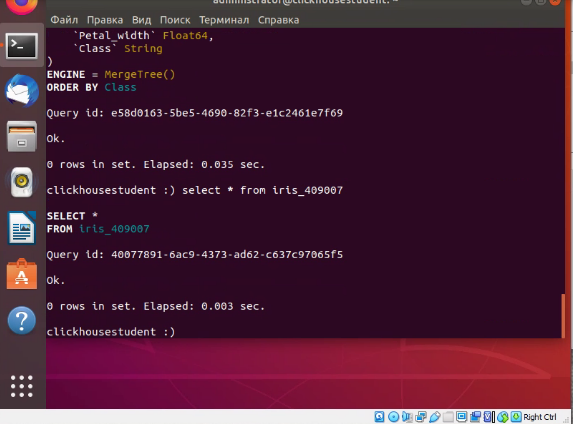 administrator@clickhousestudent: ~
Файл Правка Вид Поиск Терминал Справка
`Petal_width` Float64,
`Class` String
)
ENGINE = MergeTree()
ORDER BY Class
Query id: e58d0163-5be5-4690-82f3-e1c2461e7f69
Ok.
0 rows in set. Elapsed: 0.035 sec.
clickhousestudent :) select * from iris_409007
SELECT *
FROM iris_409007
Query id: 40077891-6ac9-4373-ad62-c637c97065f5
Ok.
0 rows in set. Elapsed: 0.003 sec.
clickhousestudent :)
Right Ctrl